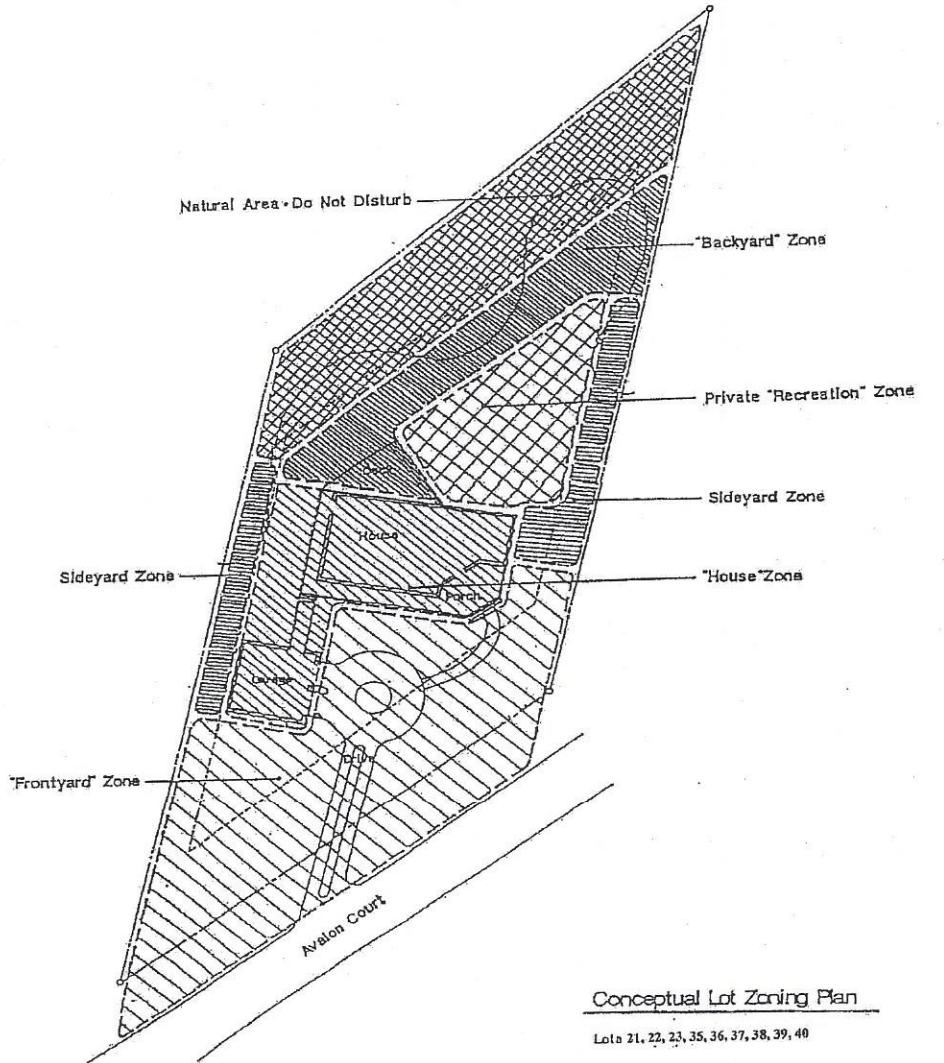 Natural Area - Do Not Disturb
"Backyard" Zone
Private "Recreation" Zone
Deck
Sideyard Zone
House
Sideyard Zone
"House" Zone
Porch
Garage
Drive
"Frontyard" Zone
Avalon Court
Conceptual Lot Zoning Plan
Lots 21, 22, 23, 35, 36, 37, 38, 39, 40